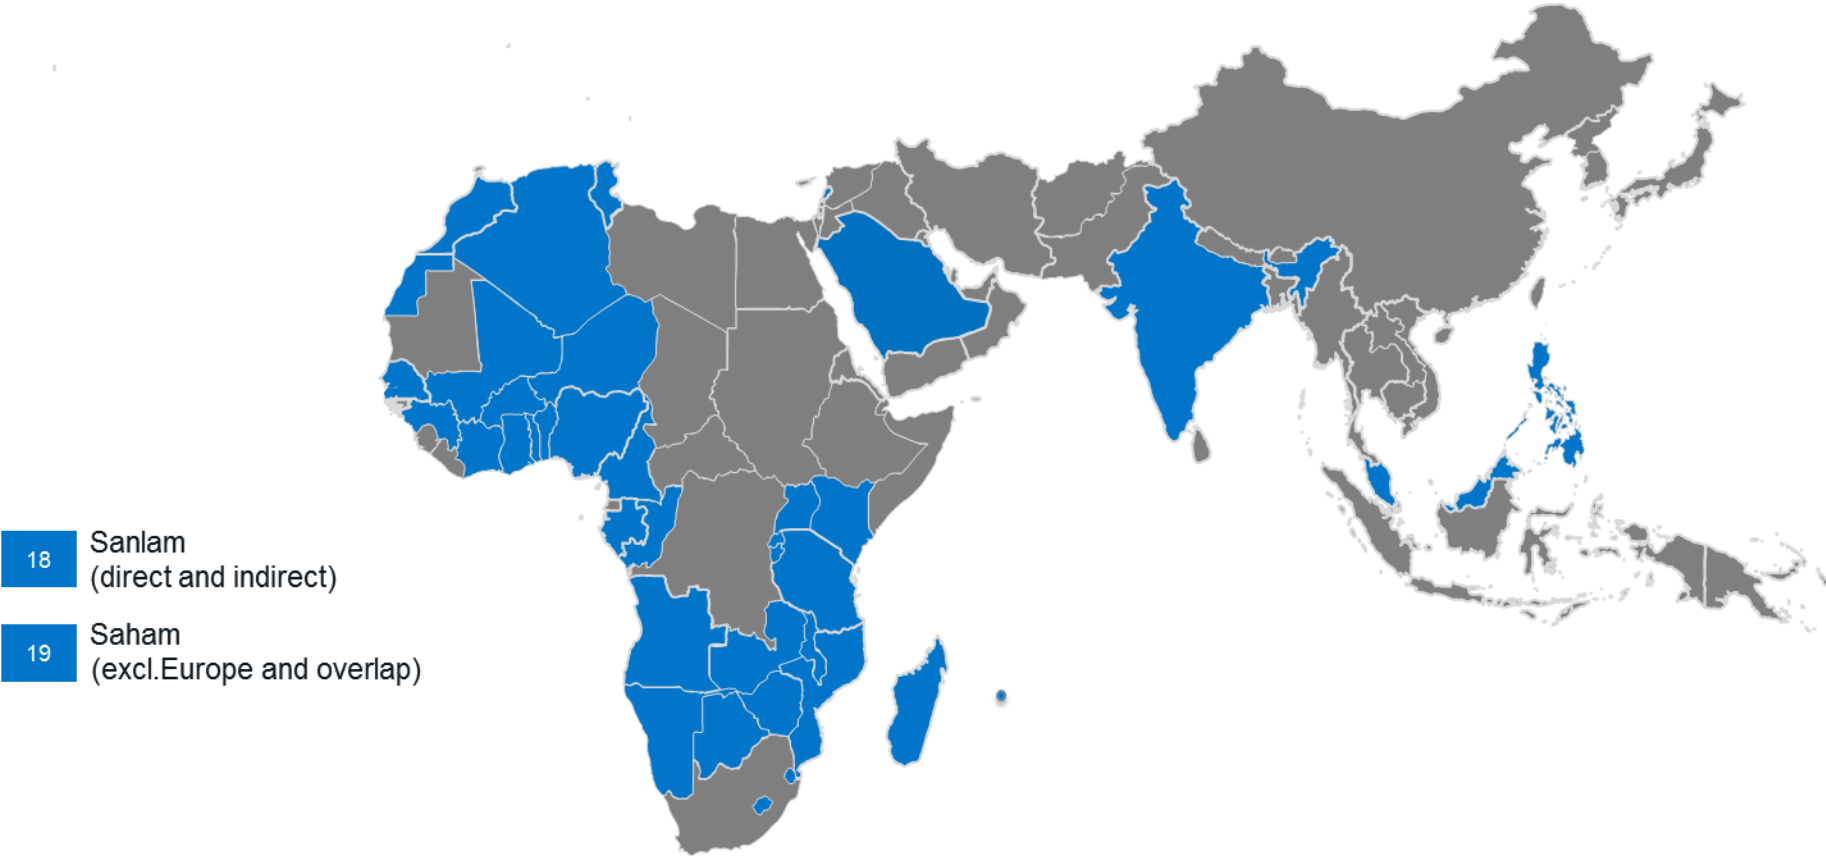 18
Sanlam
(direct and indirect)
19
Saham
(excl.Europe and overlap)